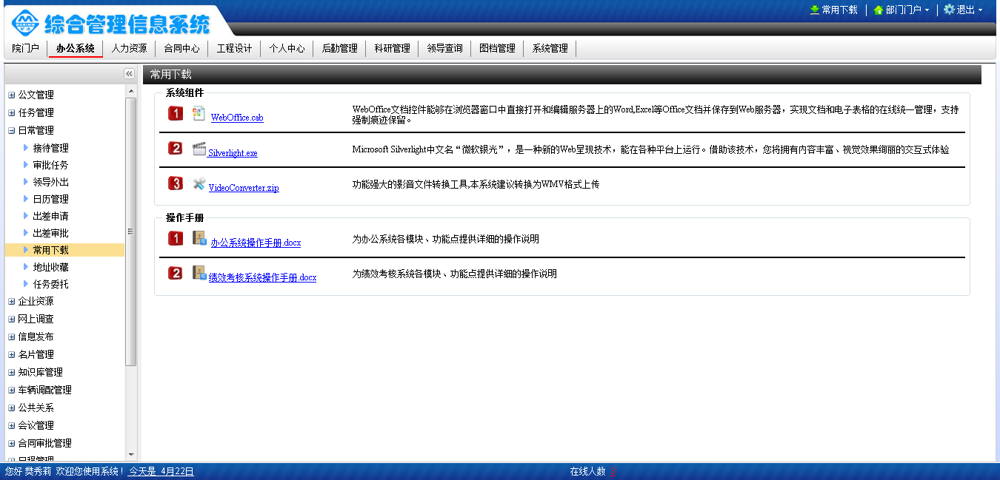 综合管理信息系统
常用下载 部门门户 退出
院门户 办公系统 人力资源 合同中心 工程设计 个人中心 后勤管理 科研管理 领导查询 图档管理 系统管理
公文管理
任务管理
日常管理
接待管理
审批任务
领导外出
日历管理
出差申请
出差审批
常用下载
地址收藏
任务委托
企业资源
网上调查
信息发布
名片管理
知识库管理
车辆调配管理
公共关系
会议管理
合同审批管理
日程管理
常用下载
系统组件
1 WebOffice.cab WebOffice文档控件能够在浏览器窗口中直接打开和编辑服务器上的Word,Excel等Office文档并保存到Web服务器，实现文档和电子表格的在线统一管理，支持
强制痕迹保留。
2 Silverlight.exe Microsoft Silverlight中文名“微软银光”，是一种新的Web呈现技术，能在各种平台上运行。借助该技术，您将拥有内容丰富、视觉效果绚丽的交互式体验
3 VideoConverter.zip 功能强大的影音文件转换工具,本系统建议转换为WMV格式上传
操作手册
1 办公系统操作手册.docx 为办公系统各模块、功能点提供详细的操作说明
2 绩效考核系统操作手册.docx 为绩效考核系统各模块、功能点提供详细的操作说明
您好 樊秀莉 欢迎您使用系统！ 今天是 4月22日 在线人数